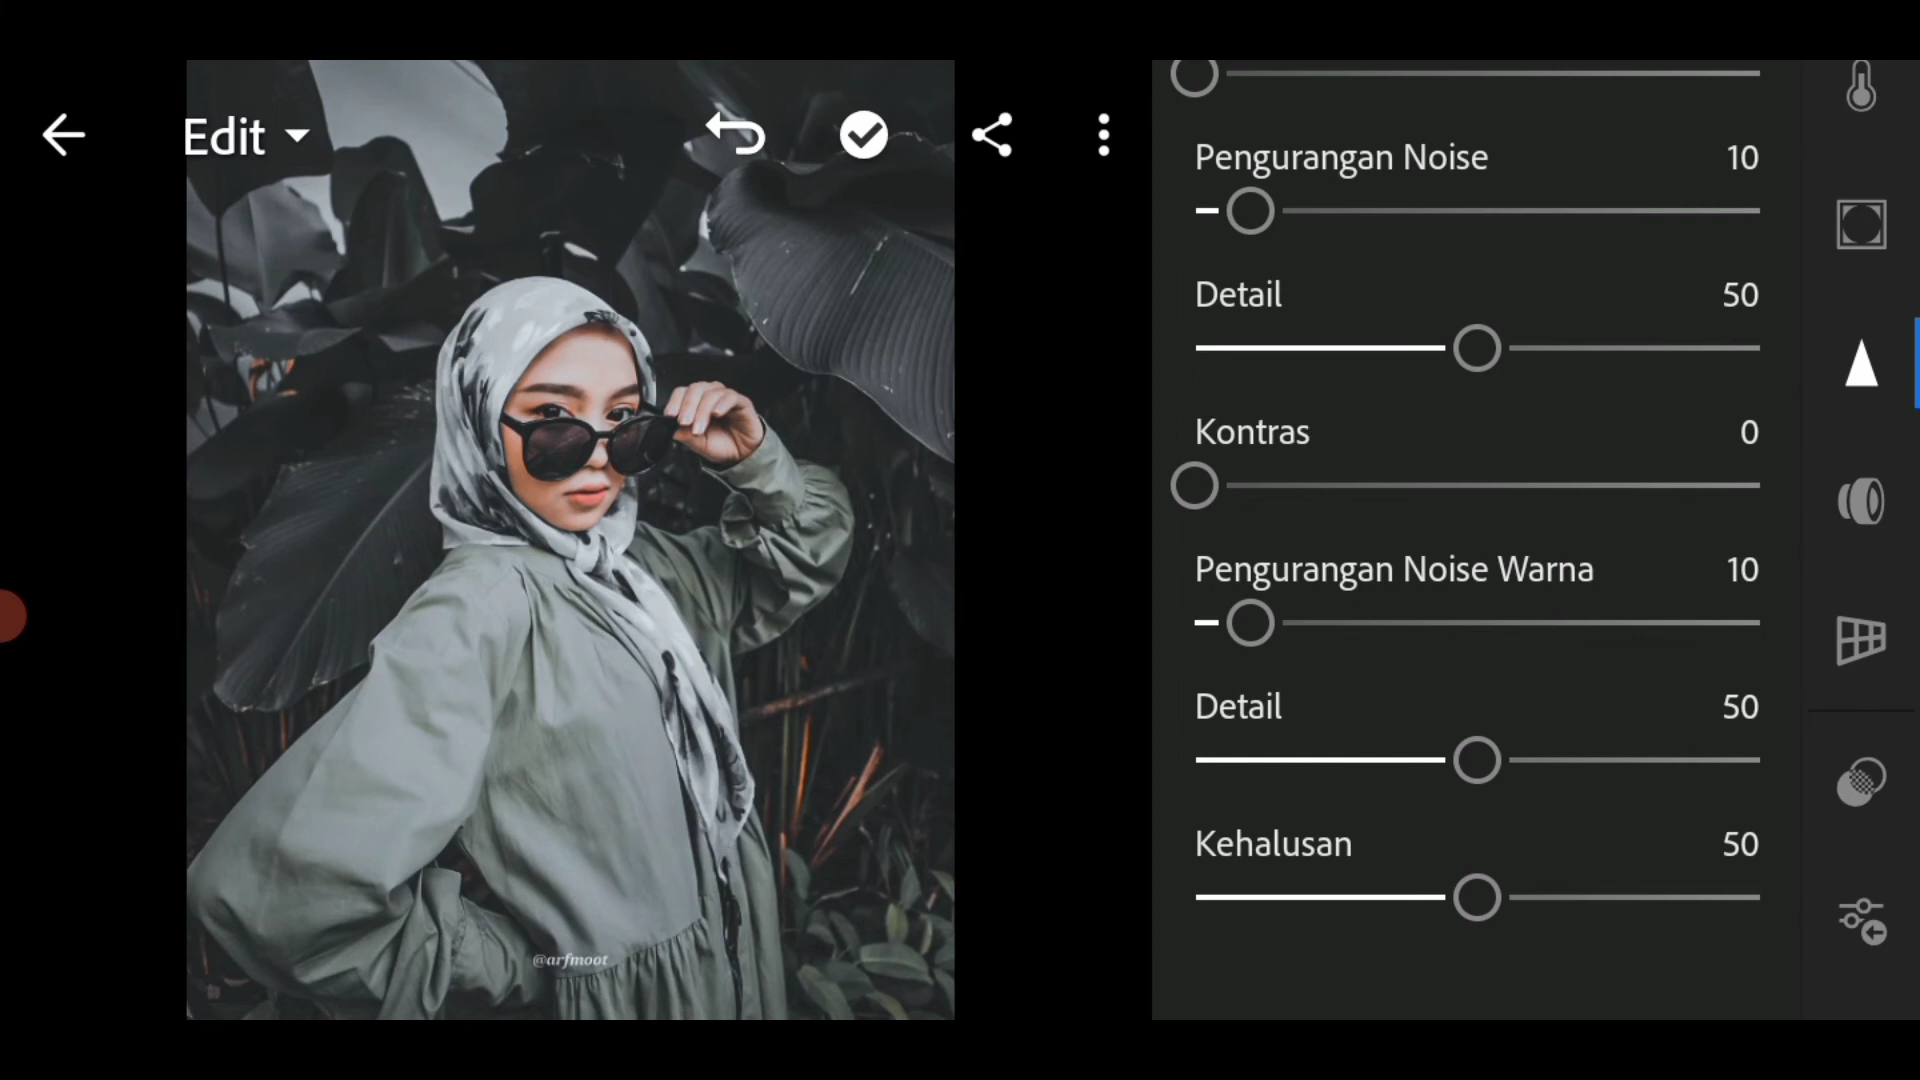 Edit
Pengurangan Noise 10
Detail 50
Kontras 0
Pengurangan Noise Warna 10
Detail 50
Kehalusan 50
@arfmoot